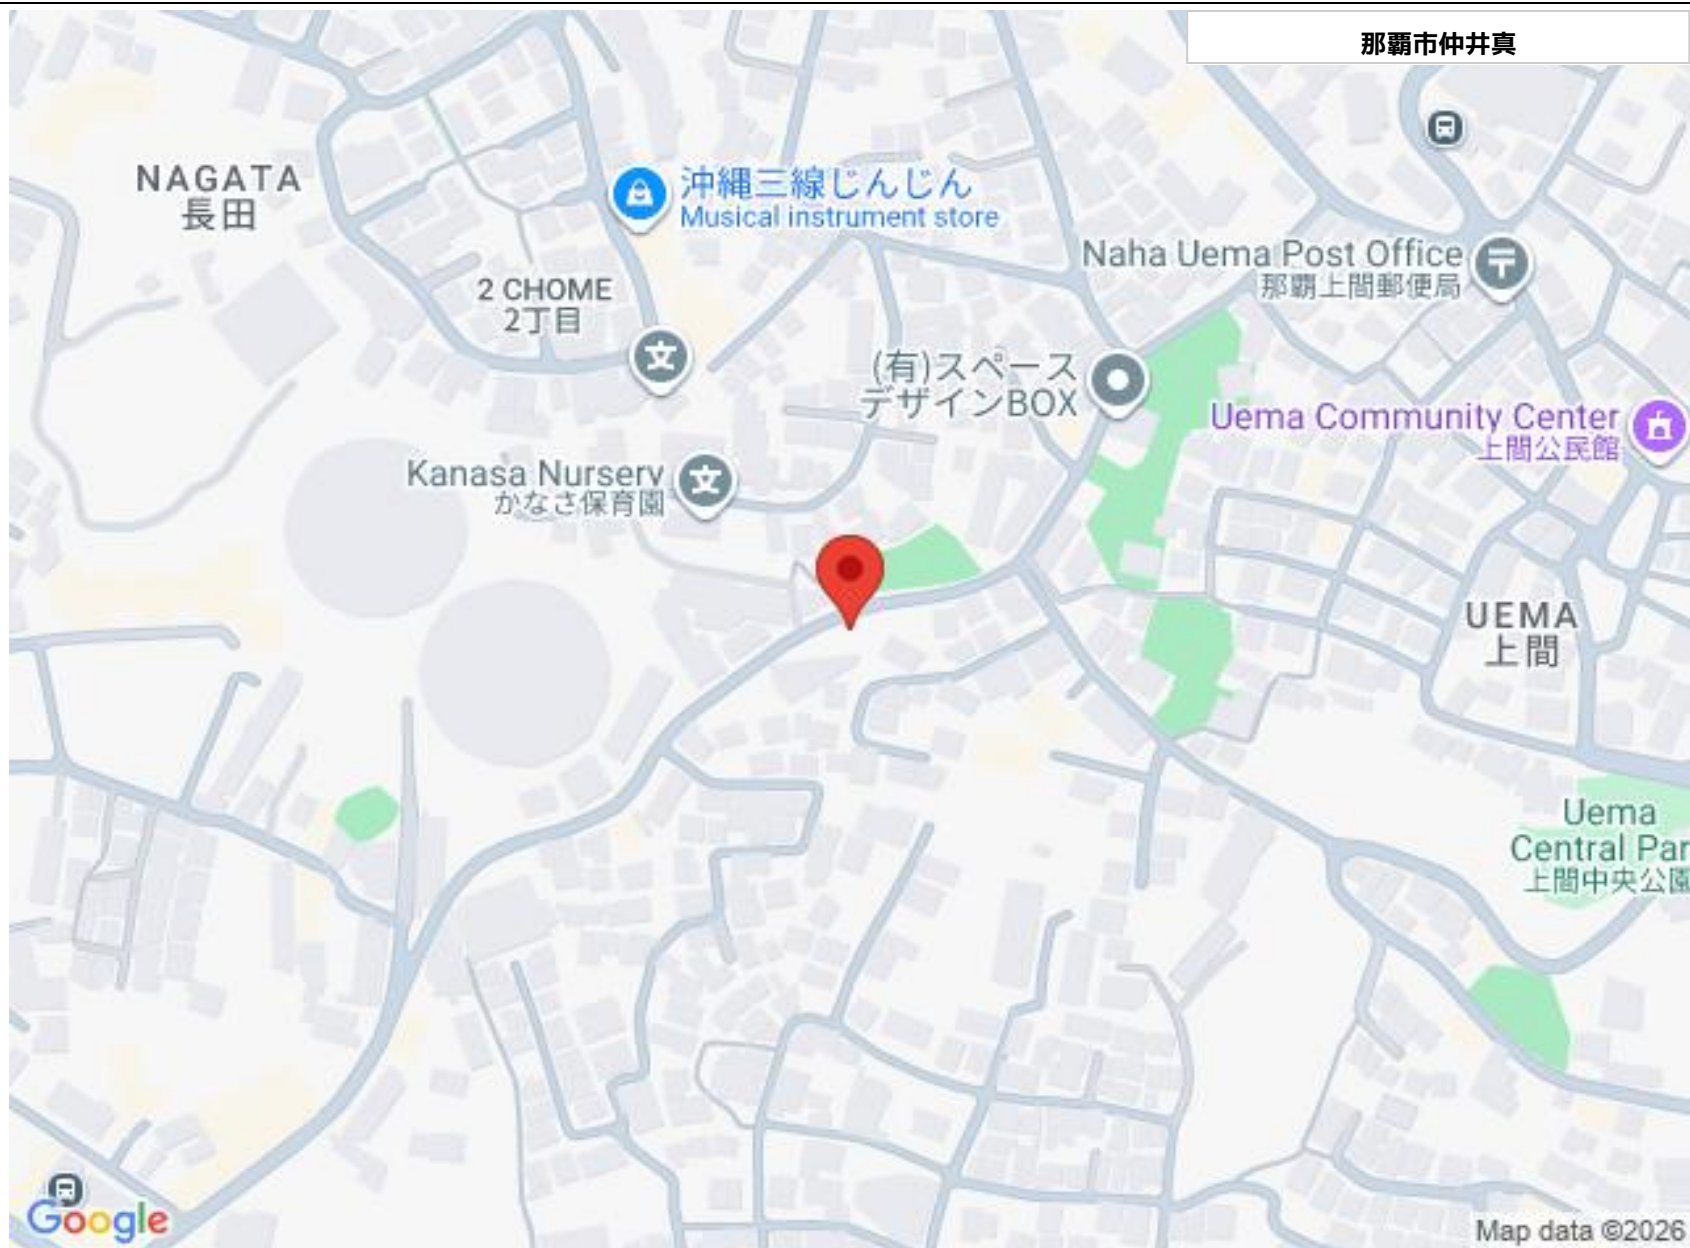 那覇市仲井真
NAGATA
長田
沖縄三線じんじん
Musical instrument store
Naha Uema Post Office
那覇上間郵便局
2 CHOME
2丁目
(有)スペース
デザインBOX
Uema Community Center
上間公民館
Kanasa Nursery
かなさ保育園
UEMA
上間
Uema
Central Par
上間中央公園
Google
Map data ©2026